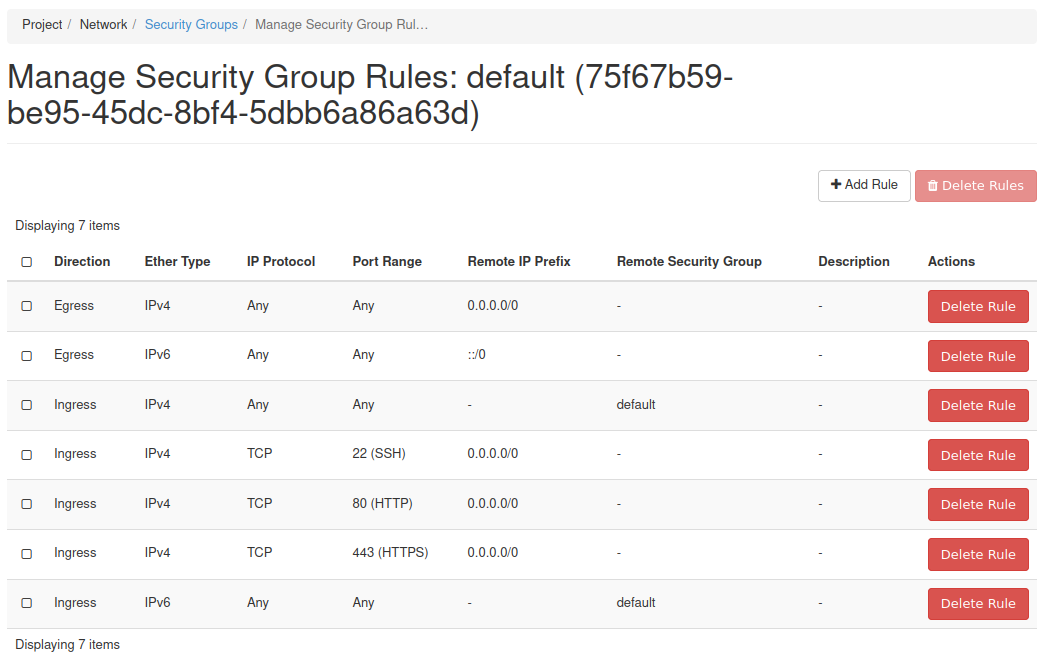 Project / Network / Security Groups / Manage Security Group Rul…
Manage Security Group Rules: default (75f67b59-
be95-45dc-8bf4-5dbb6a86a63d)
+ Add Rule Delete Rules
Displaying 7 items
Direction Ether Type IP Protocol Port Range Remote IP Prefix Remote Security Group Description Actions
Egress IPv4 Any Any 0.0.0.0/0 - - Delete Rule
Egress IPv6 Any Any ::/0 - - Delete Rule
Ingress IPv4 Any Any - default - Delete Rule
Ingress IPv4 TCP 22 (SSH) 0.0.0.0/0 - - Delete Rule
Ingress IPv4 TCP 80 (HTTP) 0.0.0.0/0 - - Delete Rule
Ingress IPv4 TCP 443 (HTTPS) 0.0.0.0/0 - - Delete Rule
Ingress IPv6 Any Any - default - Delete Rule
Displaying 7 items